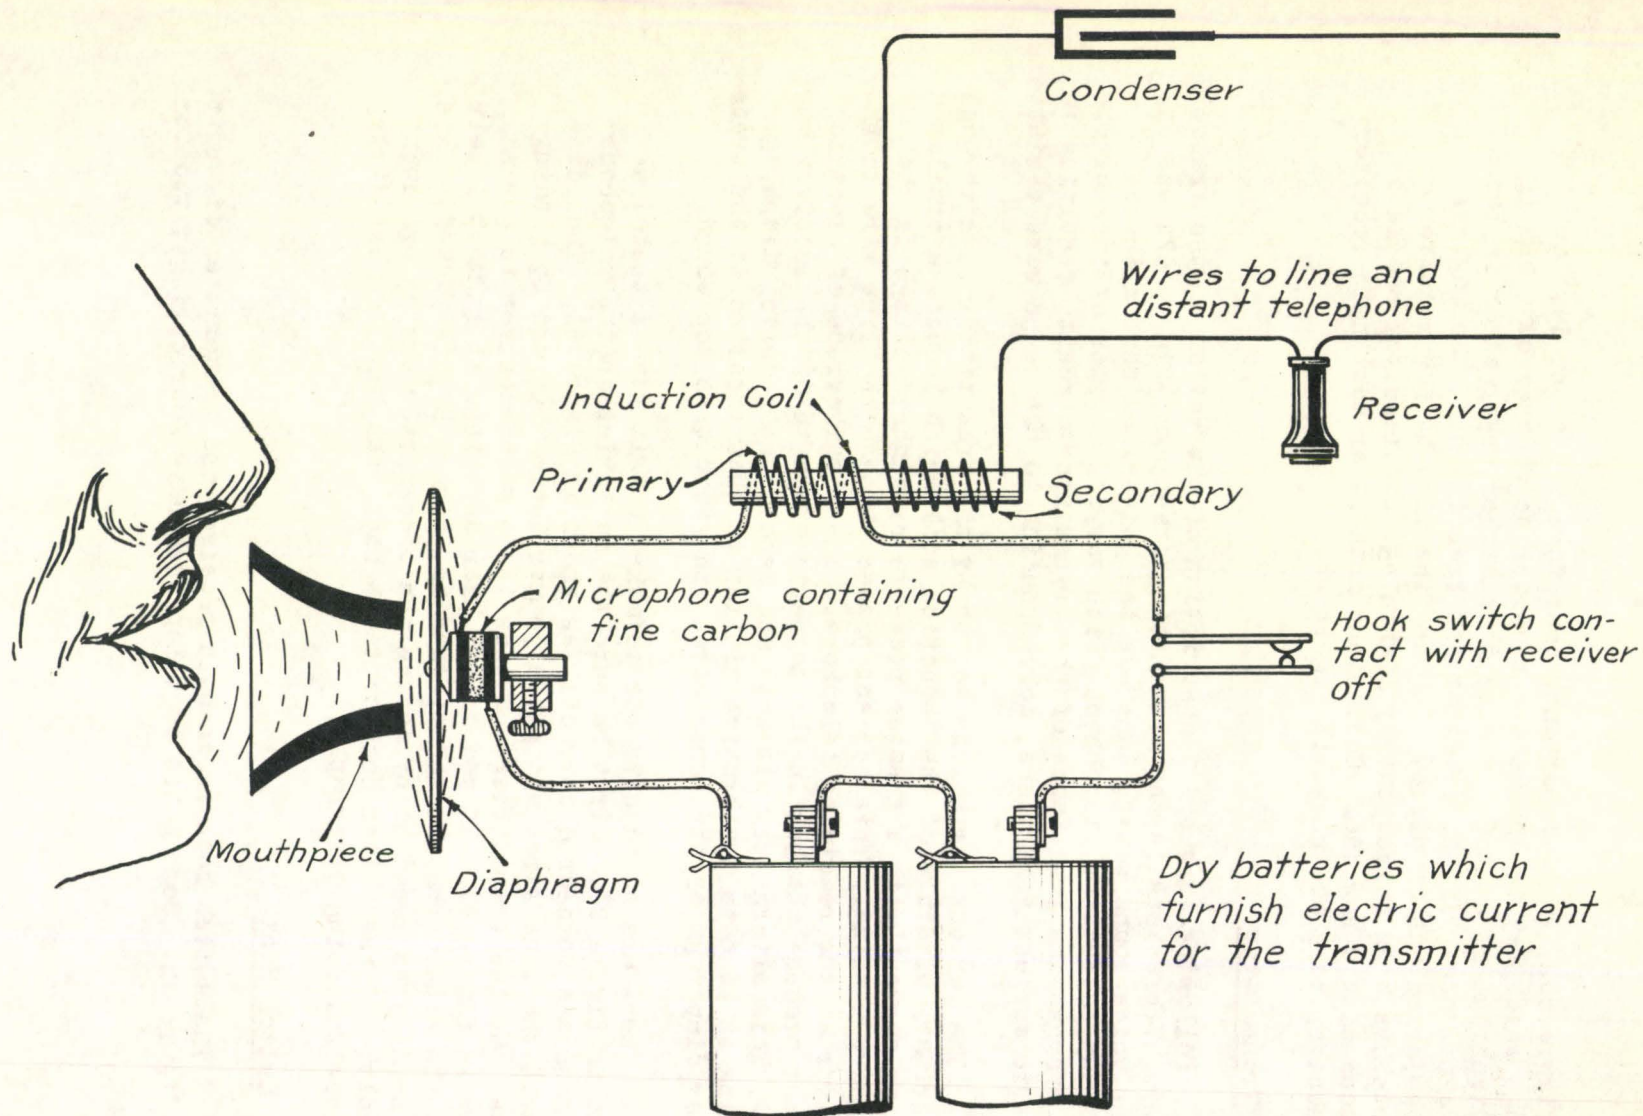 Condenser
Wires to line and
distant telephone
Induction Coil
Receiver
Primary
Secondary
Microphone containing
fine carbon
Hook switch con-
tact with receiver
off
Mouthpiece
Diaphragm
Dry batteries which
furnish electric current
for the transmitter